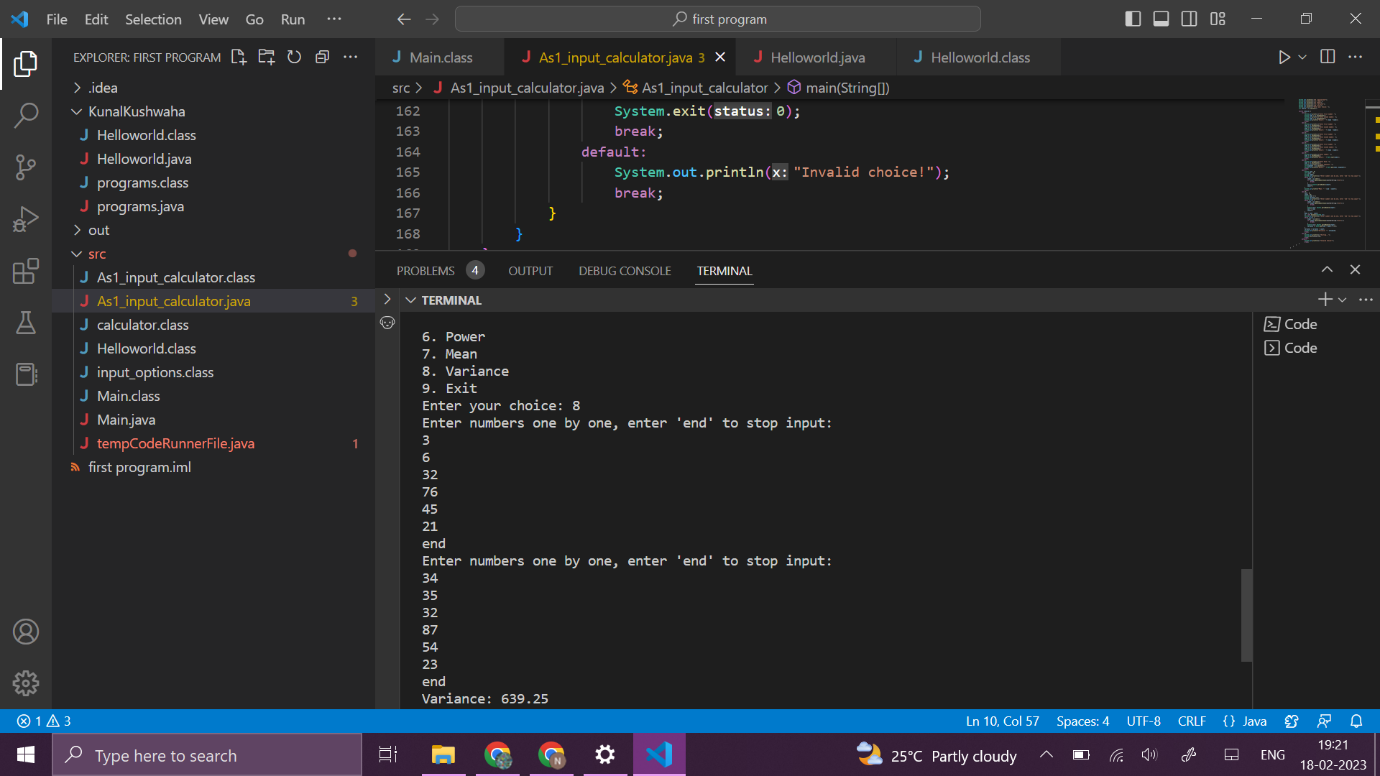 File Edit Selection View Go Run ··· first program
EXPLORER: FIRST PROGRAM
.idea
KunalKushwaha
J Helloworld.class
J Helloworld.java
J programs.class
J programs.java
out
src
J As1_input_calculator.class
J As1_input_calculator.java 3
J calculator.class
J Helloworld.class
J input_options.class
J Main.class
J Main.java
J tempCodeRunnerFile.java 1
first program.iml
J Main.class J As1_input_calculator.java 3 J Helloworld.java J Helloworld.class
src > J As1_input_calculator.java > As1_input_calculator > main(String[])
162 System.exit(status:0);
163 break;
164 default:
165 System.out.println(x:"Invalid choice!");
166 break;
167 }
168 }
PROBLEMS 4 OUTPUT DEBUG CONSOLE TERMINAL
TERMINAL
6. Power
7. Mean
8. Variance
9. Exit
Enter your choice: 8
Enter numbers one by one, enter 'end' to stop input:
3
6
32
76
45
21
end
Enter numbers one by one, enter 'end' to stop input:
34
35
32
87
54
23
end
Variance: 639.25
Code
Code
1 3 Ln 10, Col 57 Spaces: 4 UTF-8 CRLF {} Java
Type here to search N 25°C Partly cloudy ENG 19:21
18-02-2023